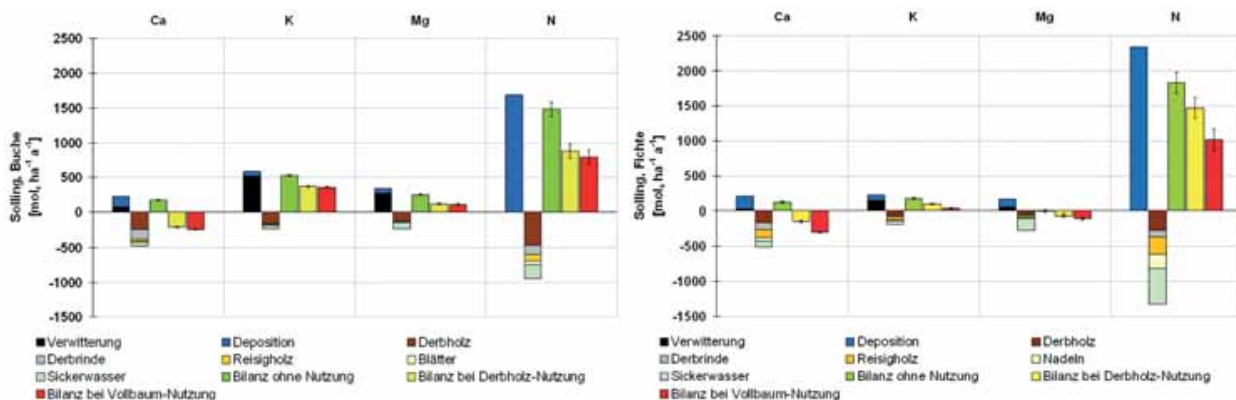 Ca K Mg N
2500
2000
1500
1000
500
0
-500
-1000
-1500
Solling, Buche
[mol, ha⁻¹ a⁻¹]
Verwitterung Deposition Derbholz
Derbrinde Reisigholz Blätter
Sickerwasser Bilanz ohne Nutzung Bilanz bei Derbholz-Nutzung
Bilanz bei Vollbaum-Nutzung
Ca K Mg N
2500
2000
1500
1000
500
0
-500
-1000
-1500
Solling, Fichte
[mol, ha⁻¹ a⁻¹]
Verwitterung Deposition Derbholz
Derbrinde Reisigholz Nadeln
Sickerwasser Bilanz ohne Nutzung Bilanz bei Derbholz-Nutzung
Bilanz bei Vollbaum-Nutzung